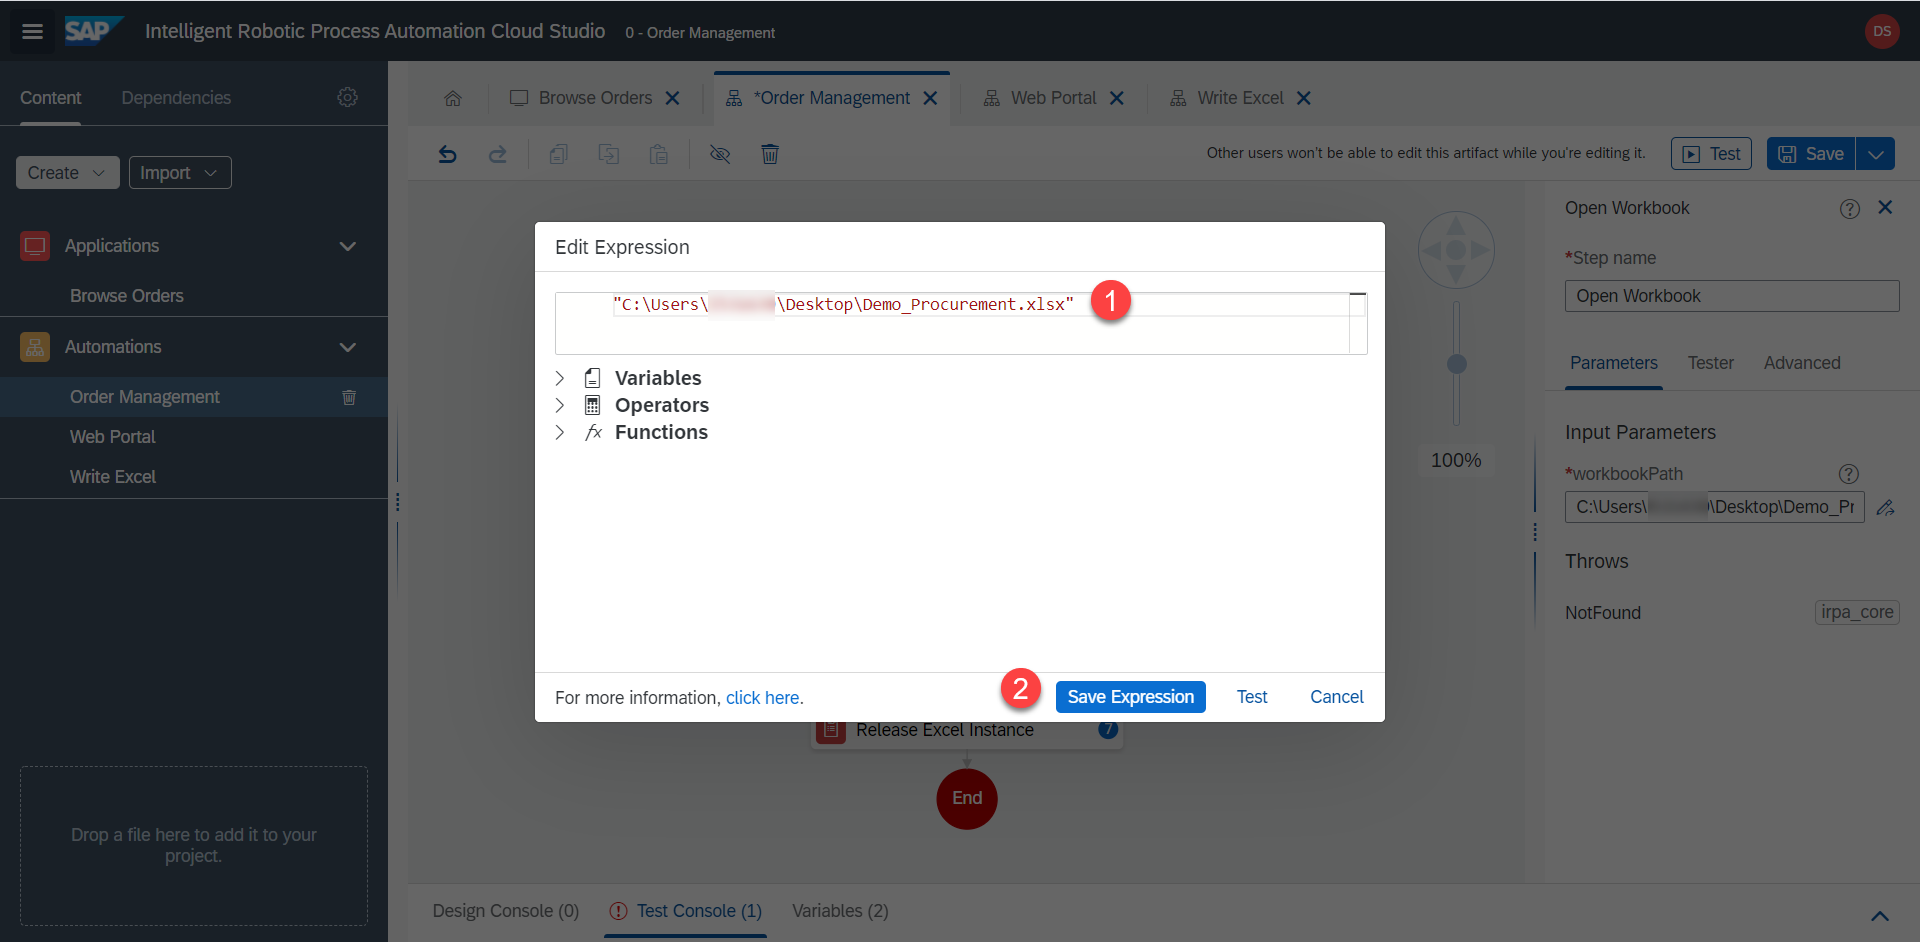 SAP Intelligent Robotic Process Automation Cloud Studio 0 - Order Management DS
Content Dependencies
Browse Orders *Order Management Web Portal Write Excel
Create Import
Other users won't be able to edit this artifact while you're editing it. Test Save
Applications
Browse Orders
Automations
Order Management
Web Portal
Write Excel
Drop a file here to add it to your
project.
Edit Expression
"C:\Users\ \Desktop\Demo_Procurement.xlsx" 1
Variables
Operators
fx Functions
For more information, click here. 2 Save Expression Test Cancel
Release Excel Instance 7
End
100%
Open Workbook ?
*Step name
Open Workbook
Parameters Tester Advanced
Input Parameters
*workbookPath ?
C:\Users\ \Desktop\Demo_Pr
Throws
NotFound irpa_core
Design Console (0) Test Console (1) Variables (2)